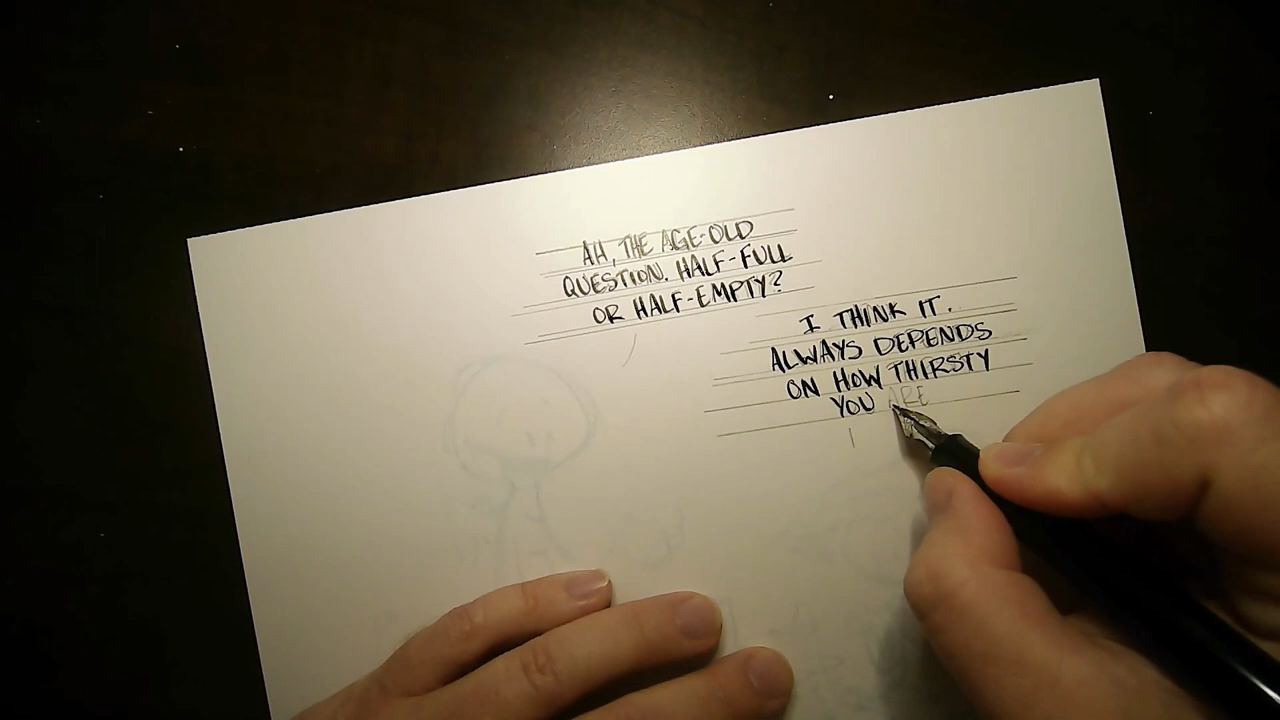 AH, THE AGE-OLD
QUESTION. HALF-FULL
OR HALF-EMPTY?
I THINK IT.
ALWAYS DEPENDS
ON HOW THIRSTY
YOU ARE